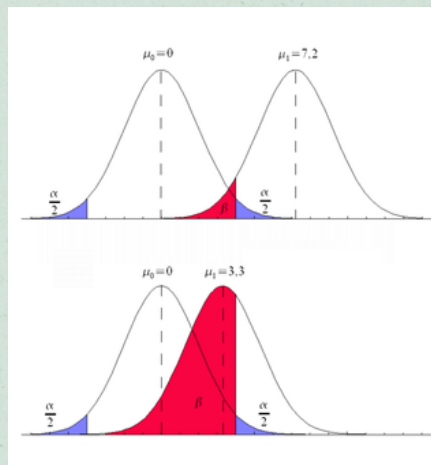 μ₀=0 μ₁=7,2
α/2 β α/2
μ₀=0 μ₁=3,3
α/2 β α/2